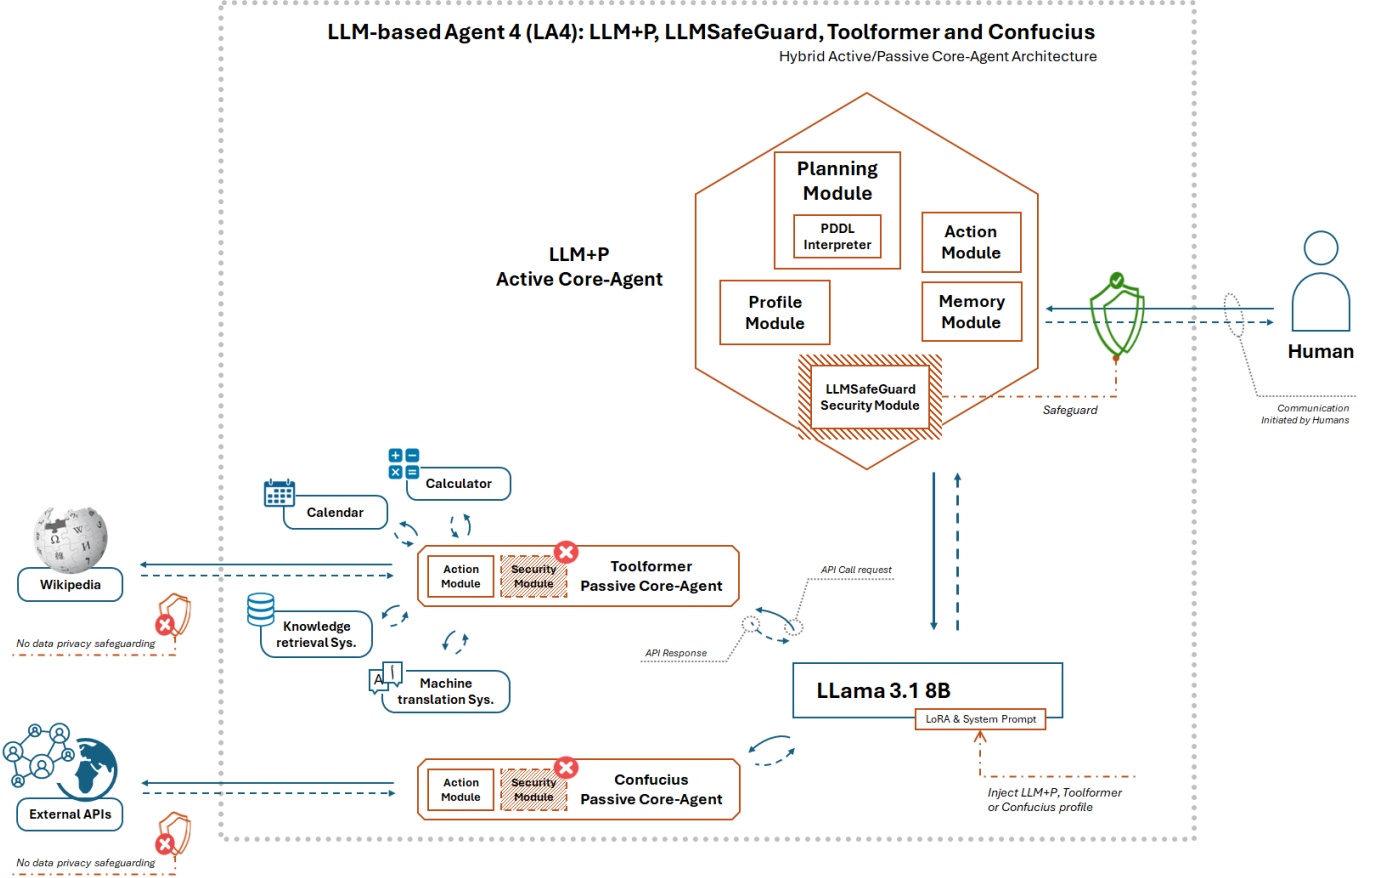 LLM-based Agent 4 (LA4): LLM+P, LLMSafeGuard, Toolformer and Confucius
Hybrid Active/Passive Core-Agent Architecture
LLM+P
Active Core-Agent
Planning
Module
PDDL
Interpreter
Action
Module
Profile
Module
Memory
Module
LLMSafeGuard
Security Module
Safeguard
Human
Communication
Initiated by Humans
Calculator
Calendar
Wikipedia
No data privacy safeguarding
Action
Module
Security
Module
Toolformer
Passive Core-Agent
Knowledge
retrieval Sys.
Machine
translation Sys.
API Call request
API Response
LLama 3.1 8B
LoRA & System Prompt
Inject LLM+P, Toolformer
or Confucius profile
External APIs
No data privacy safeguarding
Action
Module
Security
Module
Confucius
Passive Core-Agent